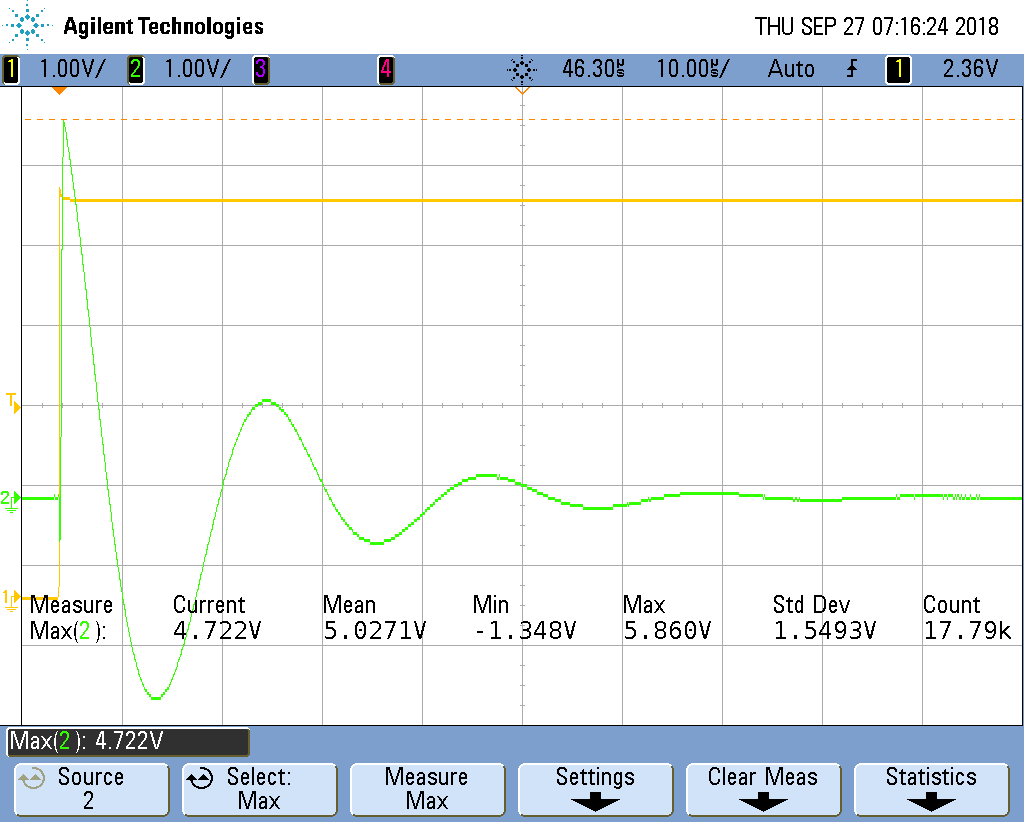 Agilent Technologies THU SEP 27 07:16:24 2018
1 1.00V/ 2 1.00V/ 3 4 46.30µs 10.00µs/ Auto 1 2.36V
T
2
1
Measure Current Mean Min Max Std Dev Count
Max(2): 4.722V 5.0271V -1.348V 5.860V 1.5493V 17.79k
Max(2): 4.722V
Source Select: Measure Settings Clear Meas Statistics
2 Max Max